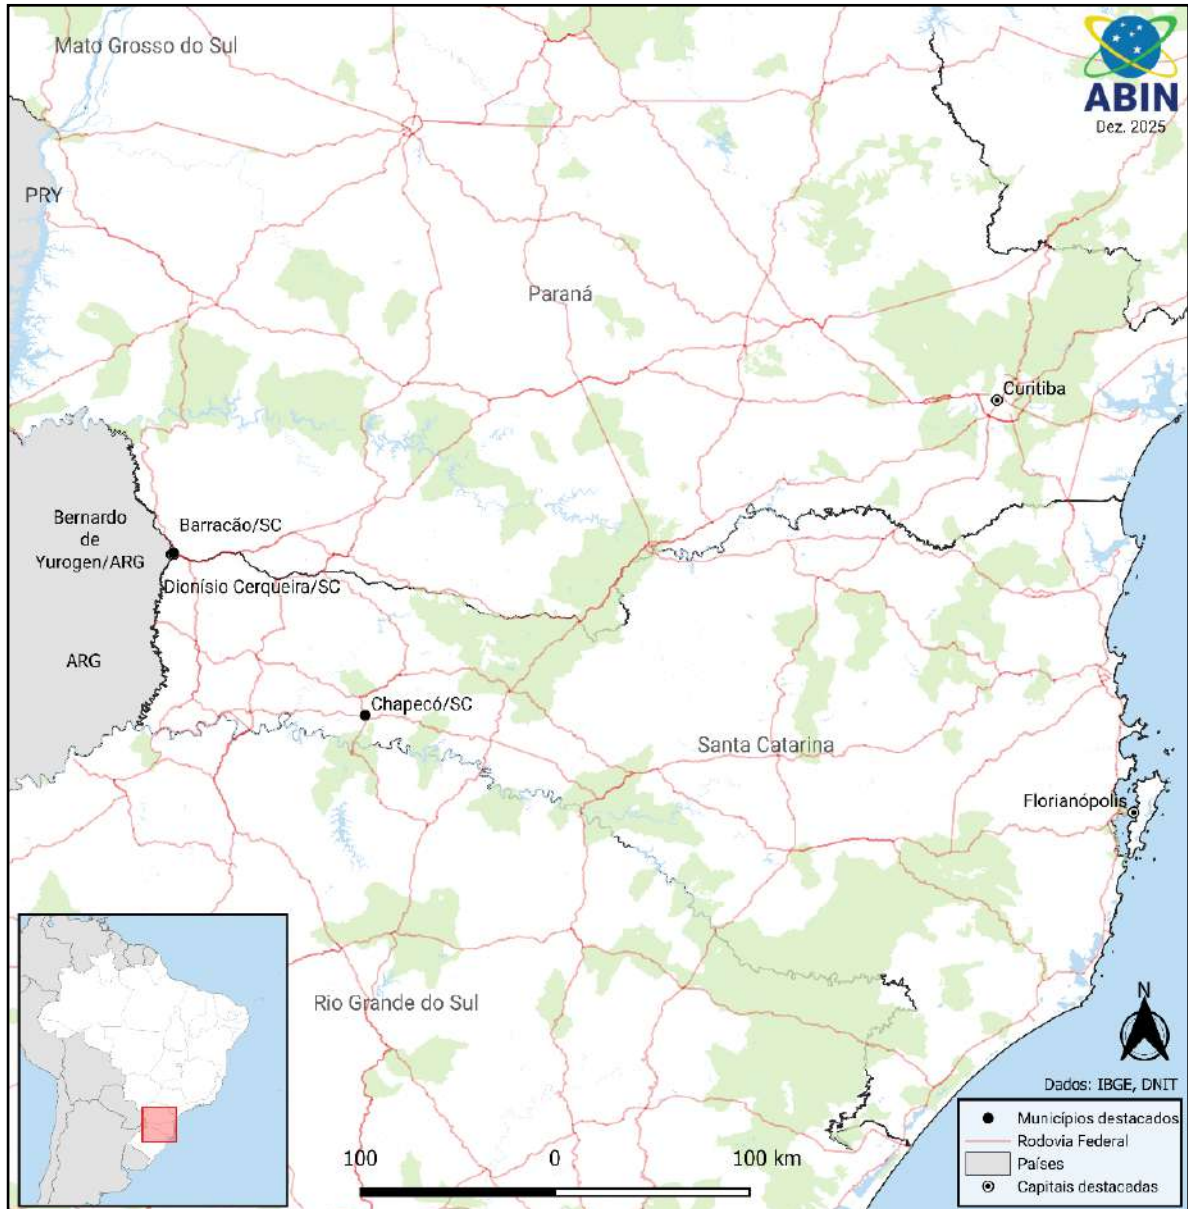 Mato Grosso do Sul
ABIN
Dez. 2025
PRY
Paraná
Curitiba
Bernardo
de
Yurogen/ARG
Barracão/SC
Dionísio Cerqueira/SC
ARG
Chapecó/SC
Santa Catarina
Florianópolis
Rio Grande do Sul
N
Dados: IBGE, DNIT
Municípios destacados
Rodovia Federal
Países
Capitais destacadas
100 0 100 km